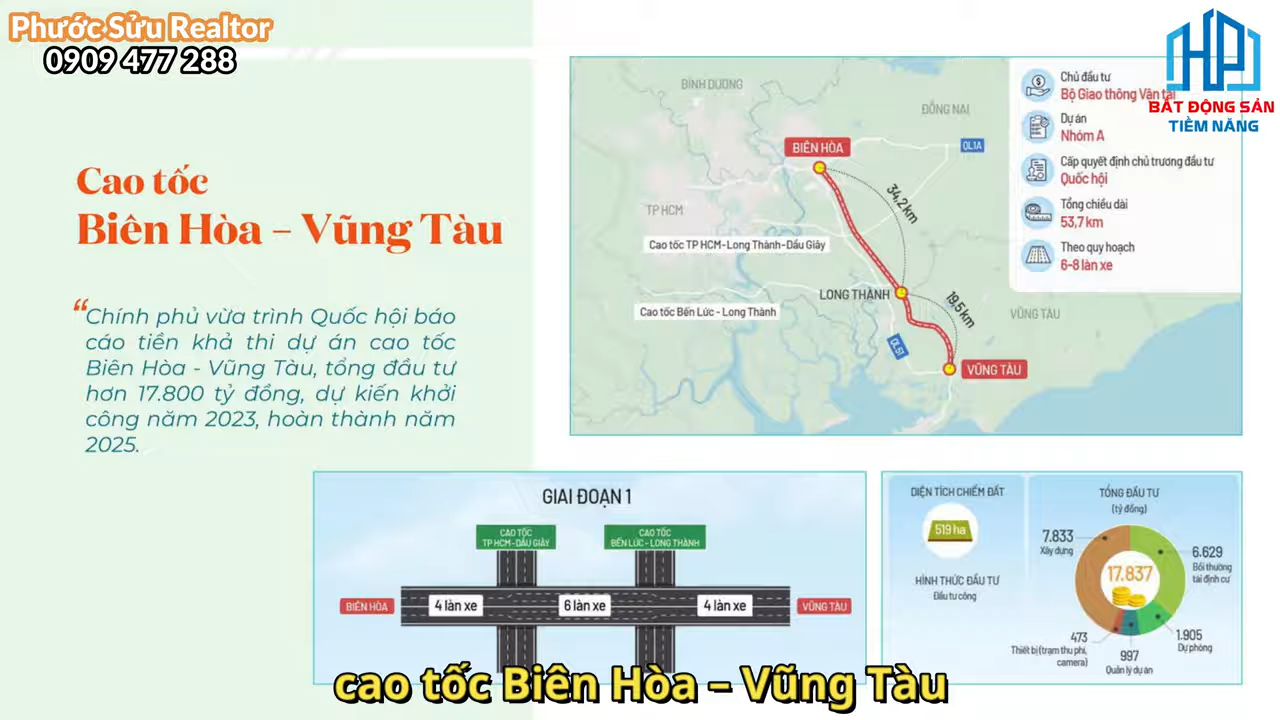 Phước Sửu Realtor
0909 477 288
BẤT ĐỘNG SẢN
TIỀM NĂNG
Cao tốc
Biên Hòa – Vũng Tàu
“Chính phủ vừa trình Quốc hội báo
cáo tiền khả thi dự án cao tốc
Biên Hòa - Vũng Tàu, tổng đầu tư
hơn 17.800 tỷ đồng, dự kiến khởi
công năm 2023, hoàn thành năm
2025.
BÌNH DƯƠNG
ĐỒNG NAI
BIÊN HÒA
QL1A
34,2 km
TP HCM
Cao tốc TP HCM-Long Thành-Dầu Giây
LONG THÀNH
19,5 km
Cao tốc Bến Lức - Long Thành
VŨNG TÀU
QL51
VŨNG TÀU
Chủ đầu tư
Bộ Giao thông Vận tải
Dự án
Nhóm A
Cấp quyết định chủ trương đầu tư
Quốc hội
Tổng chiều dài
53,7 km
Theo quy hoạch
6-8 làn xe
GIAI ĐOẠN 1
CAO TỐC
TP HCM-DẦU GIÂY
CAO TỐC
BẾN LỨC - LONG THÀNH
BIÊN HÒA
4 làn xe
6 làn xe
4 làn xe
VŨNG TÀU
DIỆN TÍCH CHIẾM ĐẤT
519 ha
HÌNH THỨC ĐẦU TƯ
Đầu tư công
TỔNG ĐẦU TƯ
(tỷ đồng)
7.833
Xây dựng
6.629
Bồi thường
tái định cư
17.837
1.905
Dự phòng
473
Thiết bị (trạm thu phí,
camera)
997
Quản lý dự án
cao tốc Biên Hòa – Vũng Tàu